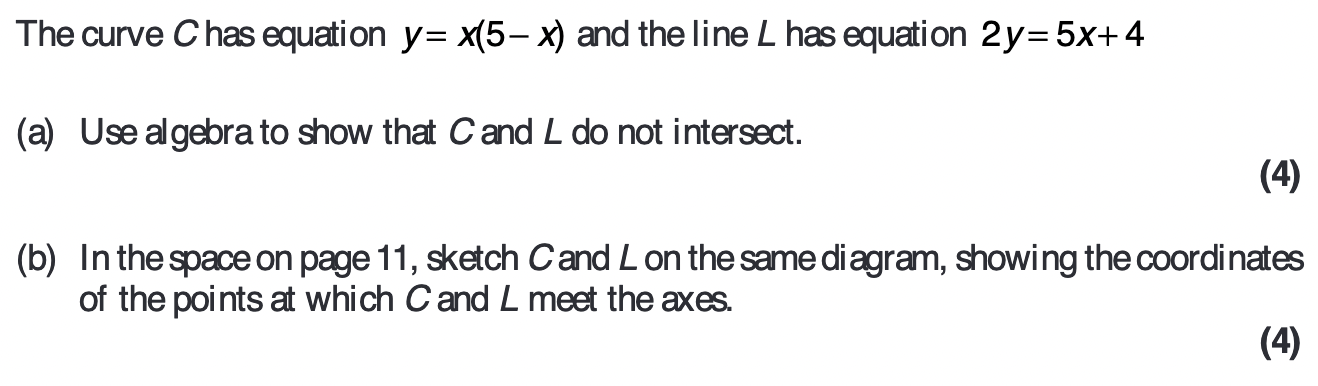 The curve C has equation y = x(5 – x) and the line L has equation 2y = 5x + 4
(a) Use algebra to show that C and L do not intersect.
(4)
(b) In the space on page 11, sketch C and L on the same diagram, showing the coordinates
of the points at which C and L meet the axes.
(4)